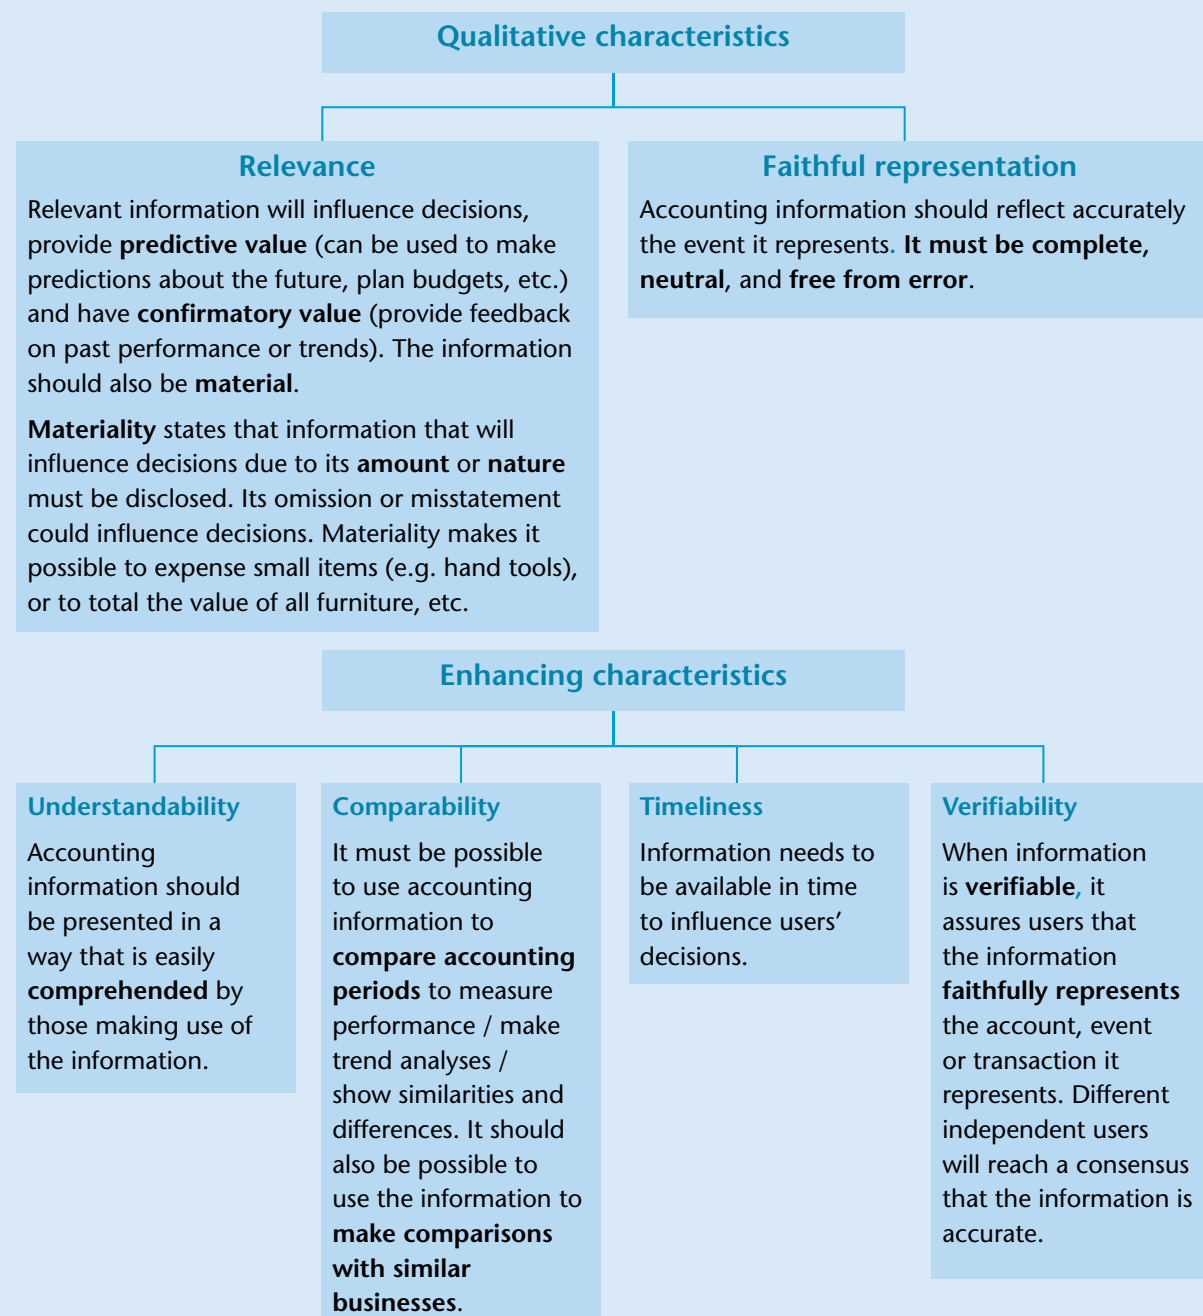 Qualitative characteristics
Relevance
Relevant information will influence decisions,
provide predictive value (can be used to make
predictions about the future, plan budgets, etc.)
and have confirmatory value (provide feedback
on past performance or trends). The information
should also be material.
Materiality states that information that will
influence decisions due to its amount or nature
must be disclosed. Its omission or misstatement
could influence decisions. Materiality makes it
possible to expense small items (e.g. hand tools),
or to total the value of all furniture, etc.
Faithful representation
Accounting information should reflect accurately
the event it represents. It must be complete,
neutral, and free from error.
Enhancing characteristics
Understandability
Accounting
information should
be presented in a
way that is easily
comprehended by
those making use of
the information.
Comparability
It must be possible
to use accounting
information to
compare accounting
periods to measure
performance / make
trend analyses /
show similarities and
differences. It should
also be possible to
use the information to
make comparisons
with similar
businesses.
Timeliness
Information needs to
be available in time
to influence users’
decisions.
Verifiability
When information
is verifiable, it
assures users that
the information
faithfully represents
the account, event
or transaction it
represents. Different
independent users
will reach a consensus
that the information is
accurate.